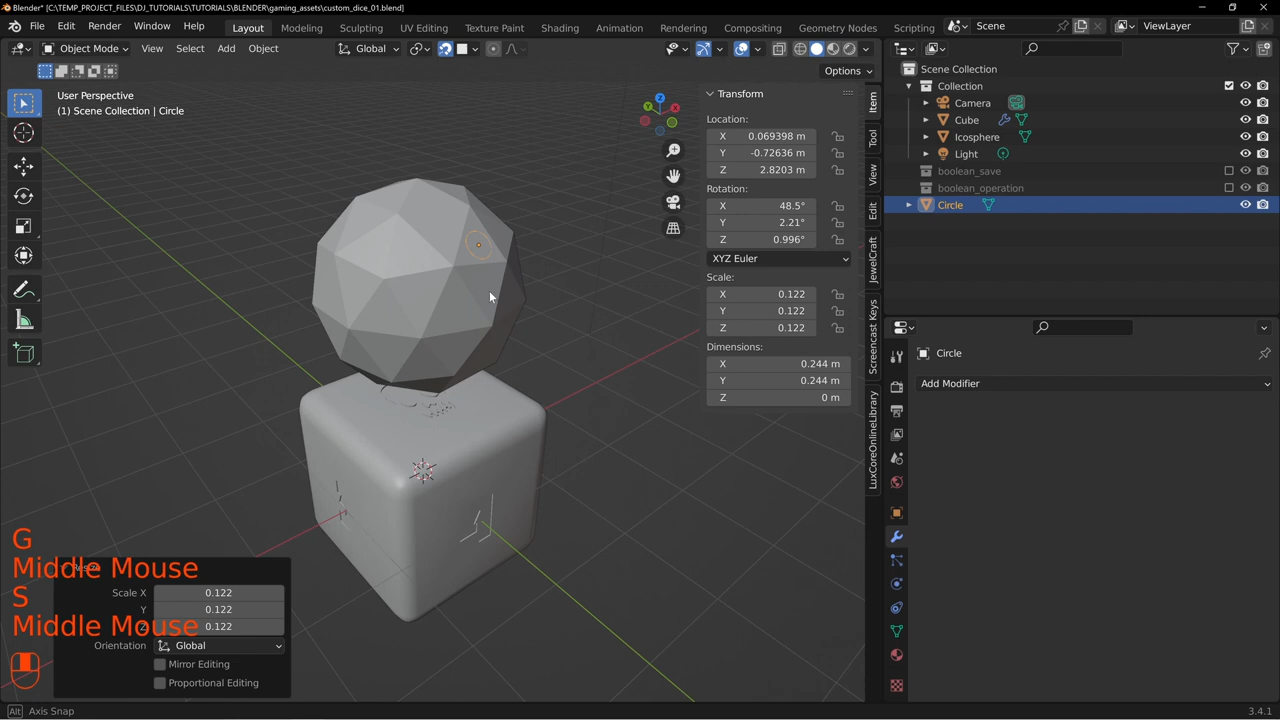 Blender* [C:\TEMP_PROJECT_FILES\DJ_TUTORIALS\TUTORIALS\BLENDER\gaming_assets\custom_dice_01.blend]
File Edit Render Window Help Layout Modeling Sculpting UV Editing Texture Paint Shading Animation Rendering Compositing Geometry Nodes Scripting Scene ViewLayer
Object Mode View Select Add Object Global
Options
User Perspective
(1) Scene Collection | Circle
Transform
Location:
X 0.069398 m
Y -0.72636 m
Z 2.8203 m
Rotation:
X 48.5°
Y 2.21°
Z 0.996°
XYZ Euler
Scale:
X 0.122
Y 0.122
Z 0.122
Dimensions:
X 0.244 m
Y 0.244 m
Z 0 m
Item
Tool
View
Edit
JewelCraft
Screencast Keys
LuxCoreOnlineLibrary
Scene Collection
Collection
Camera
Cube
Icosphere
Light
boolean_save
boolean_operation
Circle
Circle
Add Modifier
G
Middle Mouse
S
Middle Mouse
Scale X 0.122
Y 0.122
0.122
Orientation Global
Mirror Editing
Proportional Editing
Alt Axis Snap
3.4.1